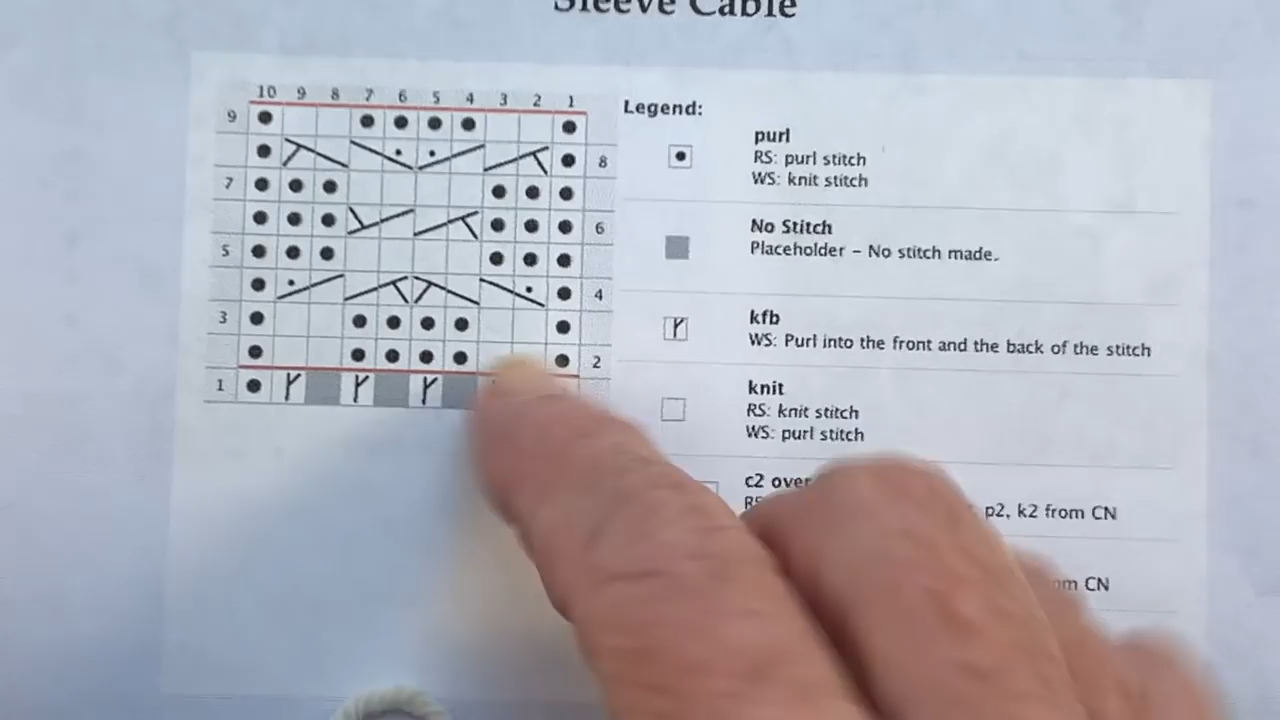 Sleeve Cable
10 9 8 7 6 5 4 3 2 1
9
8
7
6
5
4
3
2
1
Legend:
purl
RS: purl stitch
WS: knit stitch
No Stitch
Placeholder - No stitch made.
kfb
WS: Purl into the front and the back of the stitch
knit
RS: knit stitch
WS: purl stitch
c2 over
p2, k2 from CN
CN